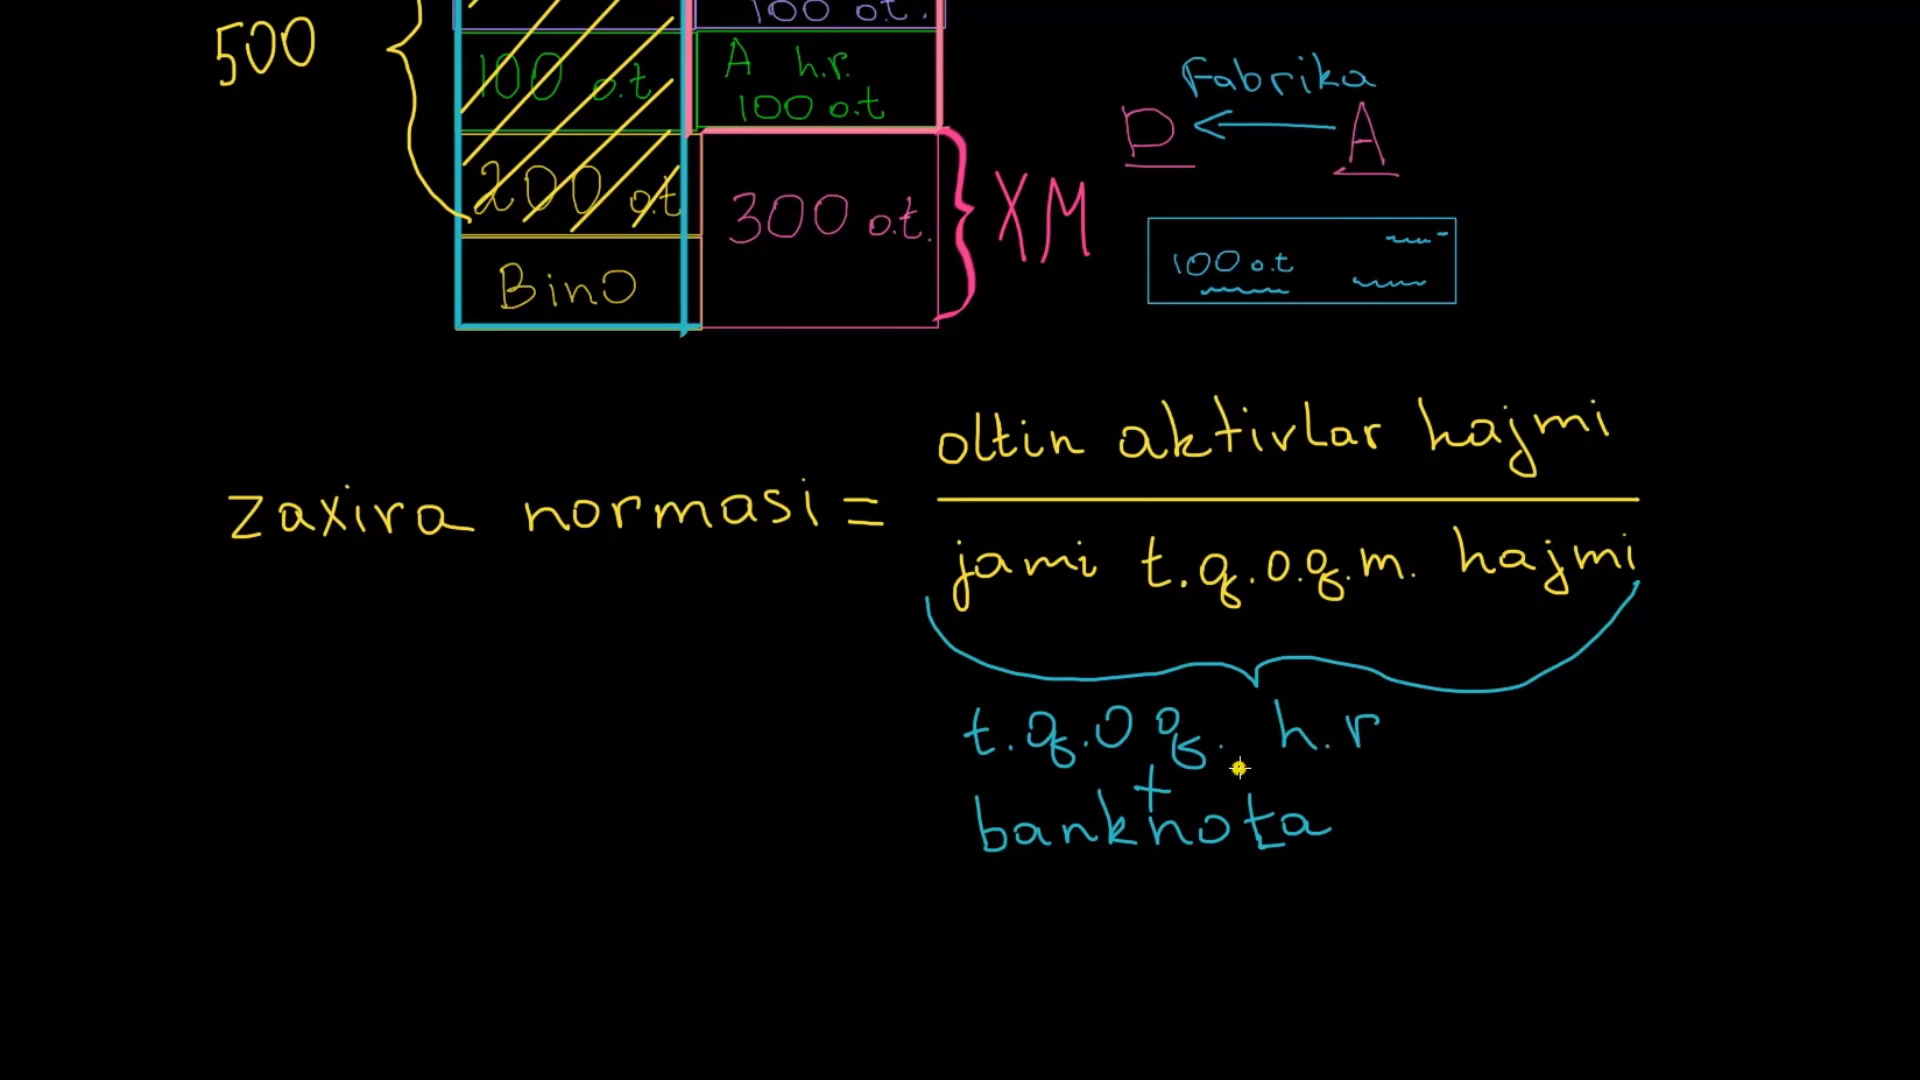 500
100 o.t.
100 o.t
A h.r.
100 o.t
200 o.t
300 o.t.
Bino
XM
Fabrika
D A
100 o.t
zaxira normasi =
oltin aktivlar hajmi
jami t.q.o.q.m. hajmi
t.q.o q. h.r
+
banknota